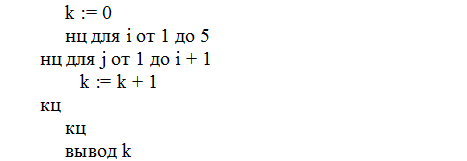 k := 0
нц для i от 1 до 5
нц для j от 1 до i + 1
k := k + 1
кц
кц
вывод k